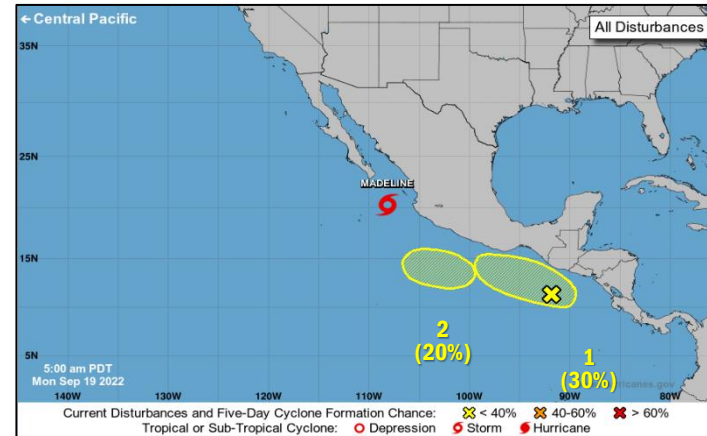 ← Central Pacific
All Disturbances
35N
25N
MADELINE
15N
2
(20%)
5N
1
(30%)
5:00 am PDT
Mon Sep 19 2022
140W 130W 120W 110W 100W 90W 80W
Current Disturbances and Five-Day Cyclone Formation Chance: < 40% 40-60% > 60%
Tropical or Sub-Tropical Cyclone: Depression Storm Hurricane